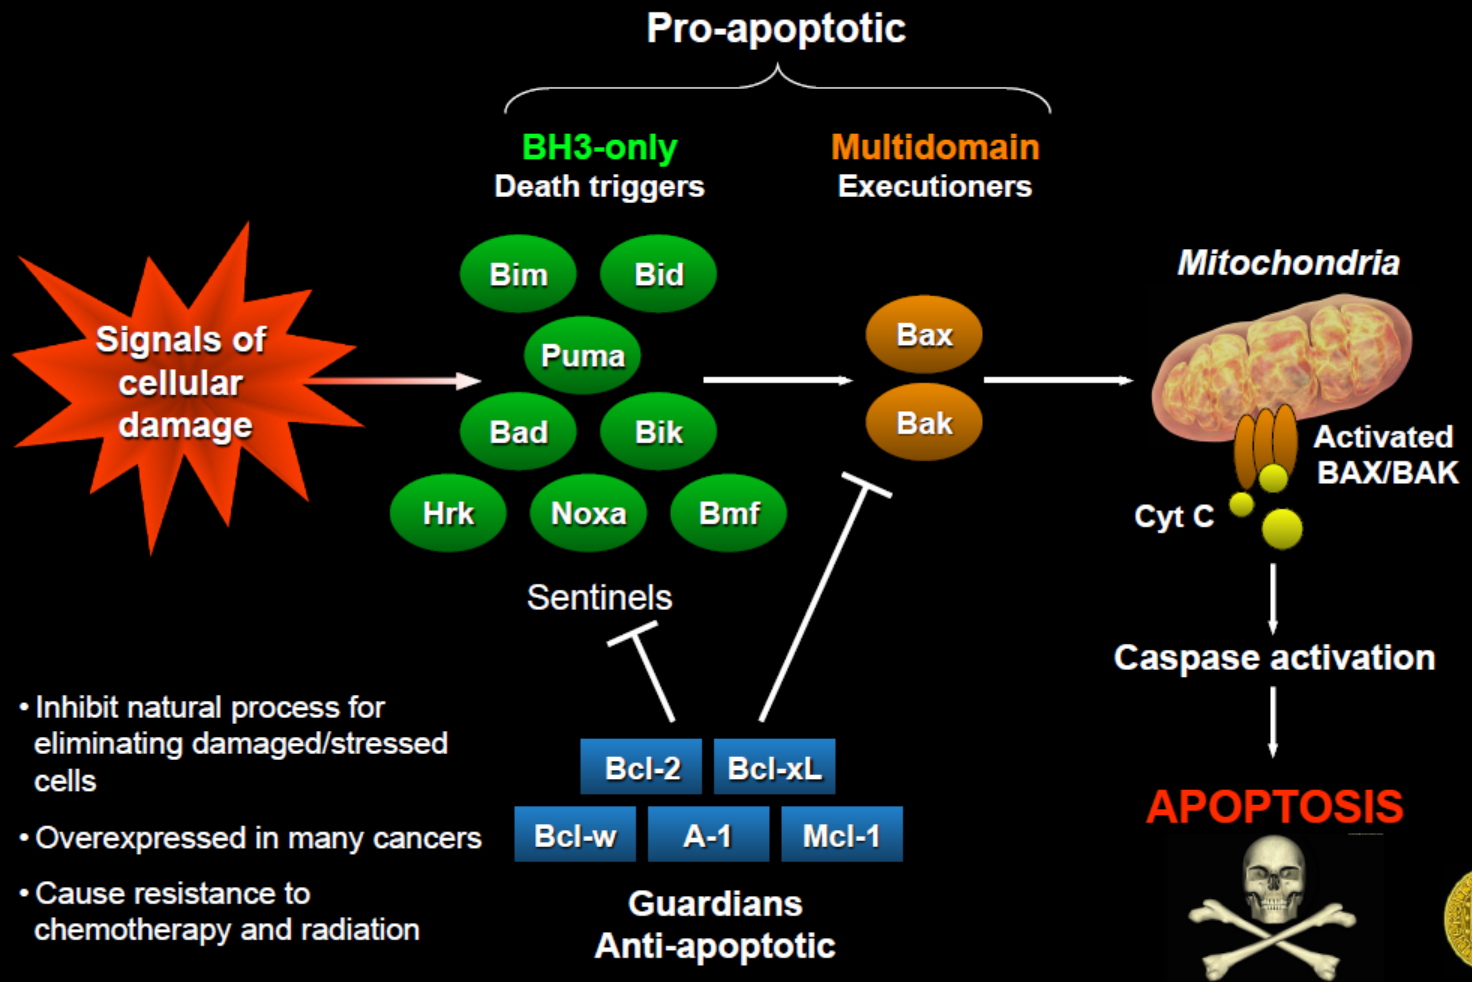 Pro-apoptotic
BH3-only
Death triggers
Multidomain
Executioners
Signals of
cellular
damage
Bim
Bid
Puma
Bad
Bik
Hrk
Noxa
Bmf
Sentinels
Bax
Bak
Mitochondria
Activated
BAX/BAK
Cyt C
Caspase activation
APOPTOSIS
• Inhibit natural process for
eliminating damaged/stressed
cells
• Overexpressed in many cancers
• Cause resistance to
chemotherapy and radiation
Bcl-2
Bcl-xL
Bcl-w
A-1
Mcl-1
Guardians
Anti-apoptotic